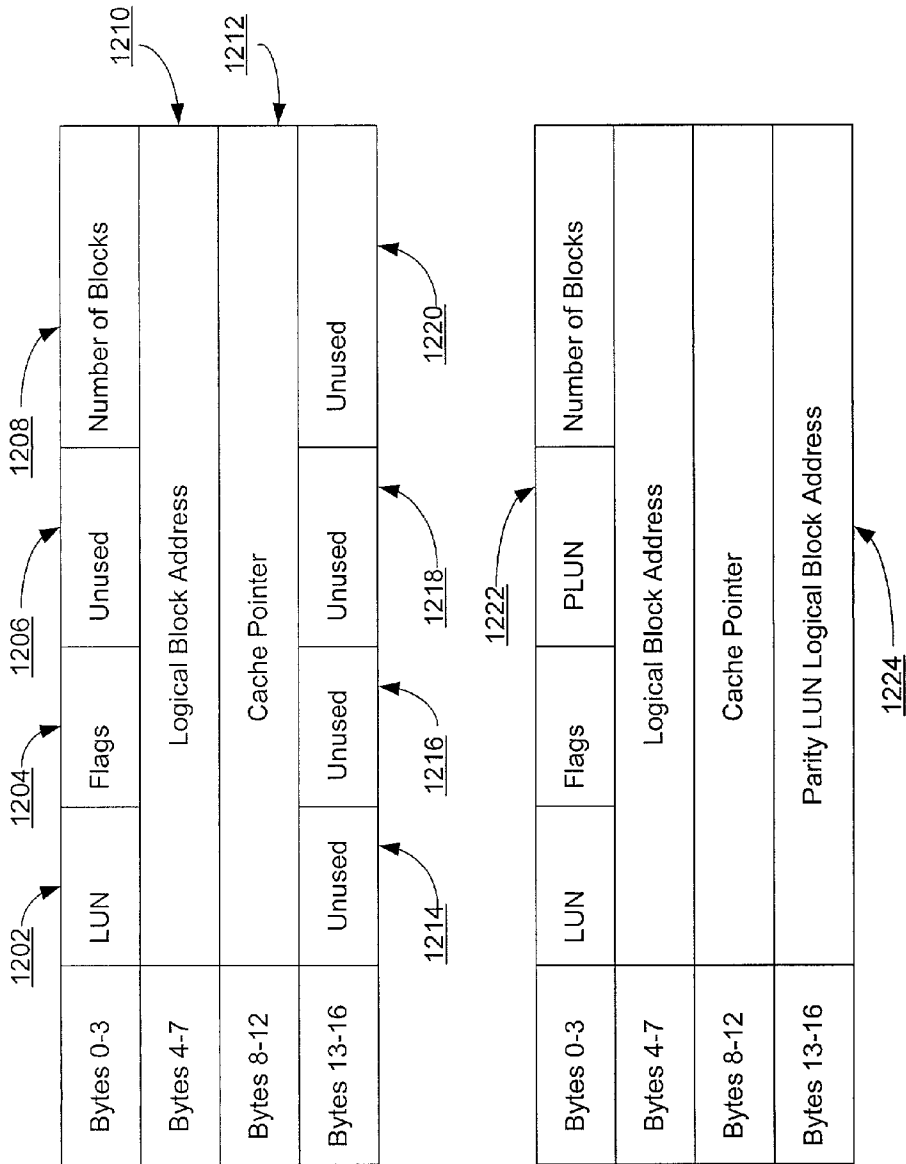 1202
1204
1206
1208
1210
1212
Bytes 0-3 LUN Flags Unused Number of Blocks
Bytes 4-7 Logical Block Address
Bytes 8-12 Cache Pointer
Bytes 13-16 Unused Unused Unused Unused
1214
1216
1218
1220
1222
Bytes 0-3 LUN Flags PLUN Number of Blocks
Bytes 4-7 Logical Block Address
Bytes 8-12 Cache Pointer
Bytes 13-16 Parity LUN Logical Block Address
1224